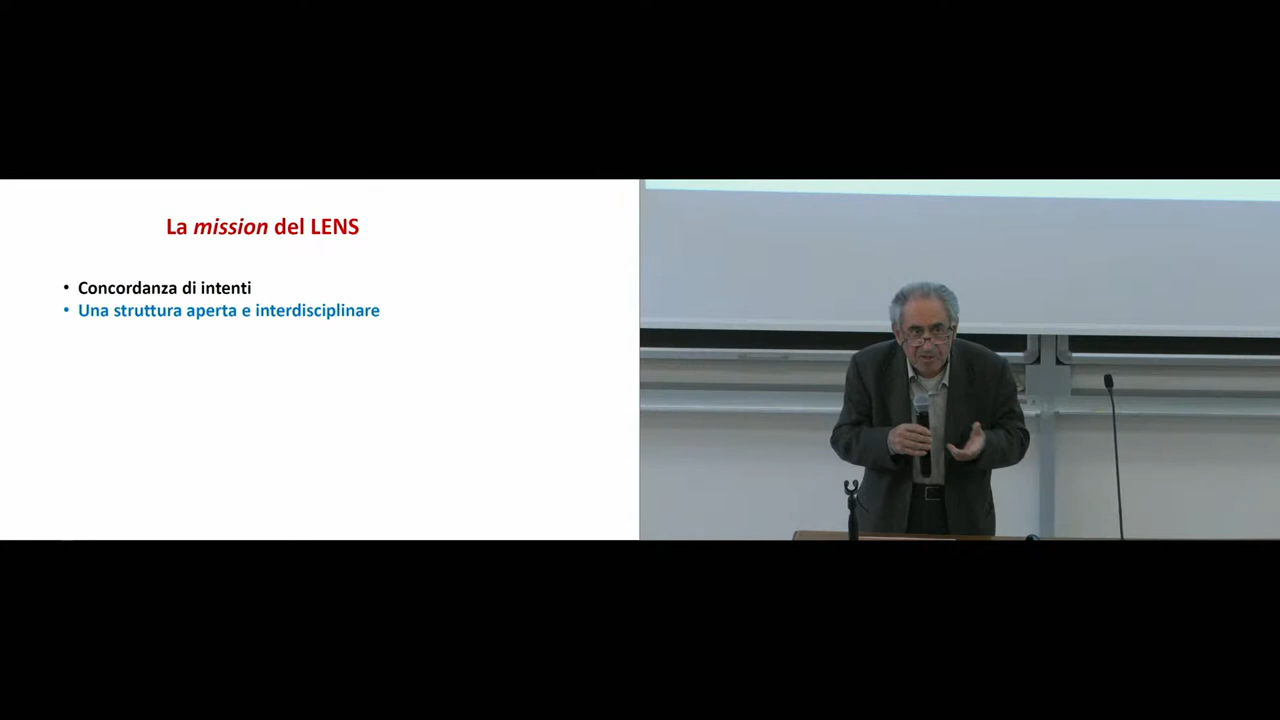 La mission del LENS
• Concordanza di intenti
• Una struttura aperta e interdisciplinare